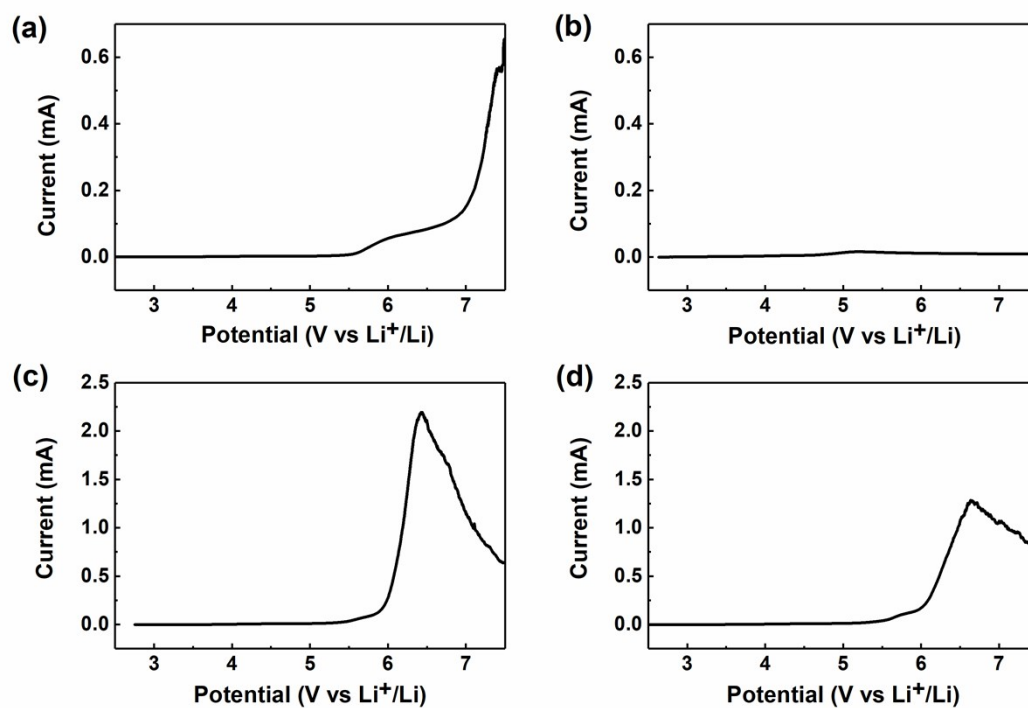 (a)
Current (mA)
0.6
0.4
0.2
0.0
3 4 5 6 7
Potential (V vs Li⁺/Li)
(b)
Current (mA)
0.6
0.4
0.2
0.0
3 4 5 6 7
Potential (V vs Li⁺/Li)
(c)
Current (mA)
2.5
2.0
1.5
1.0
0.5
0.0
3 4 5 6 7
Potential (V vs Li⁺/Li)
(d)
Current (mA)
2.5
2.0
1.5
1.0
0.5
0.0
3 4 5 6 7
Potential (V vs Li⁺/Li)